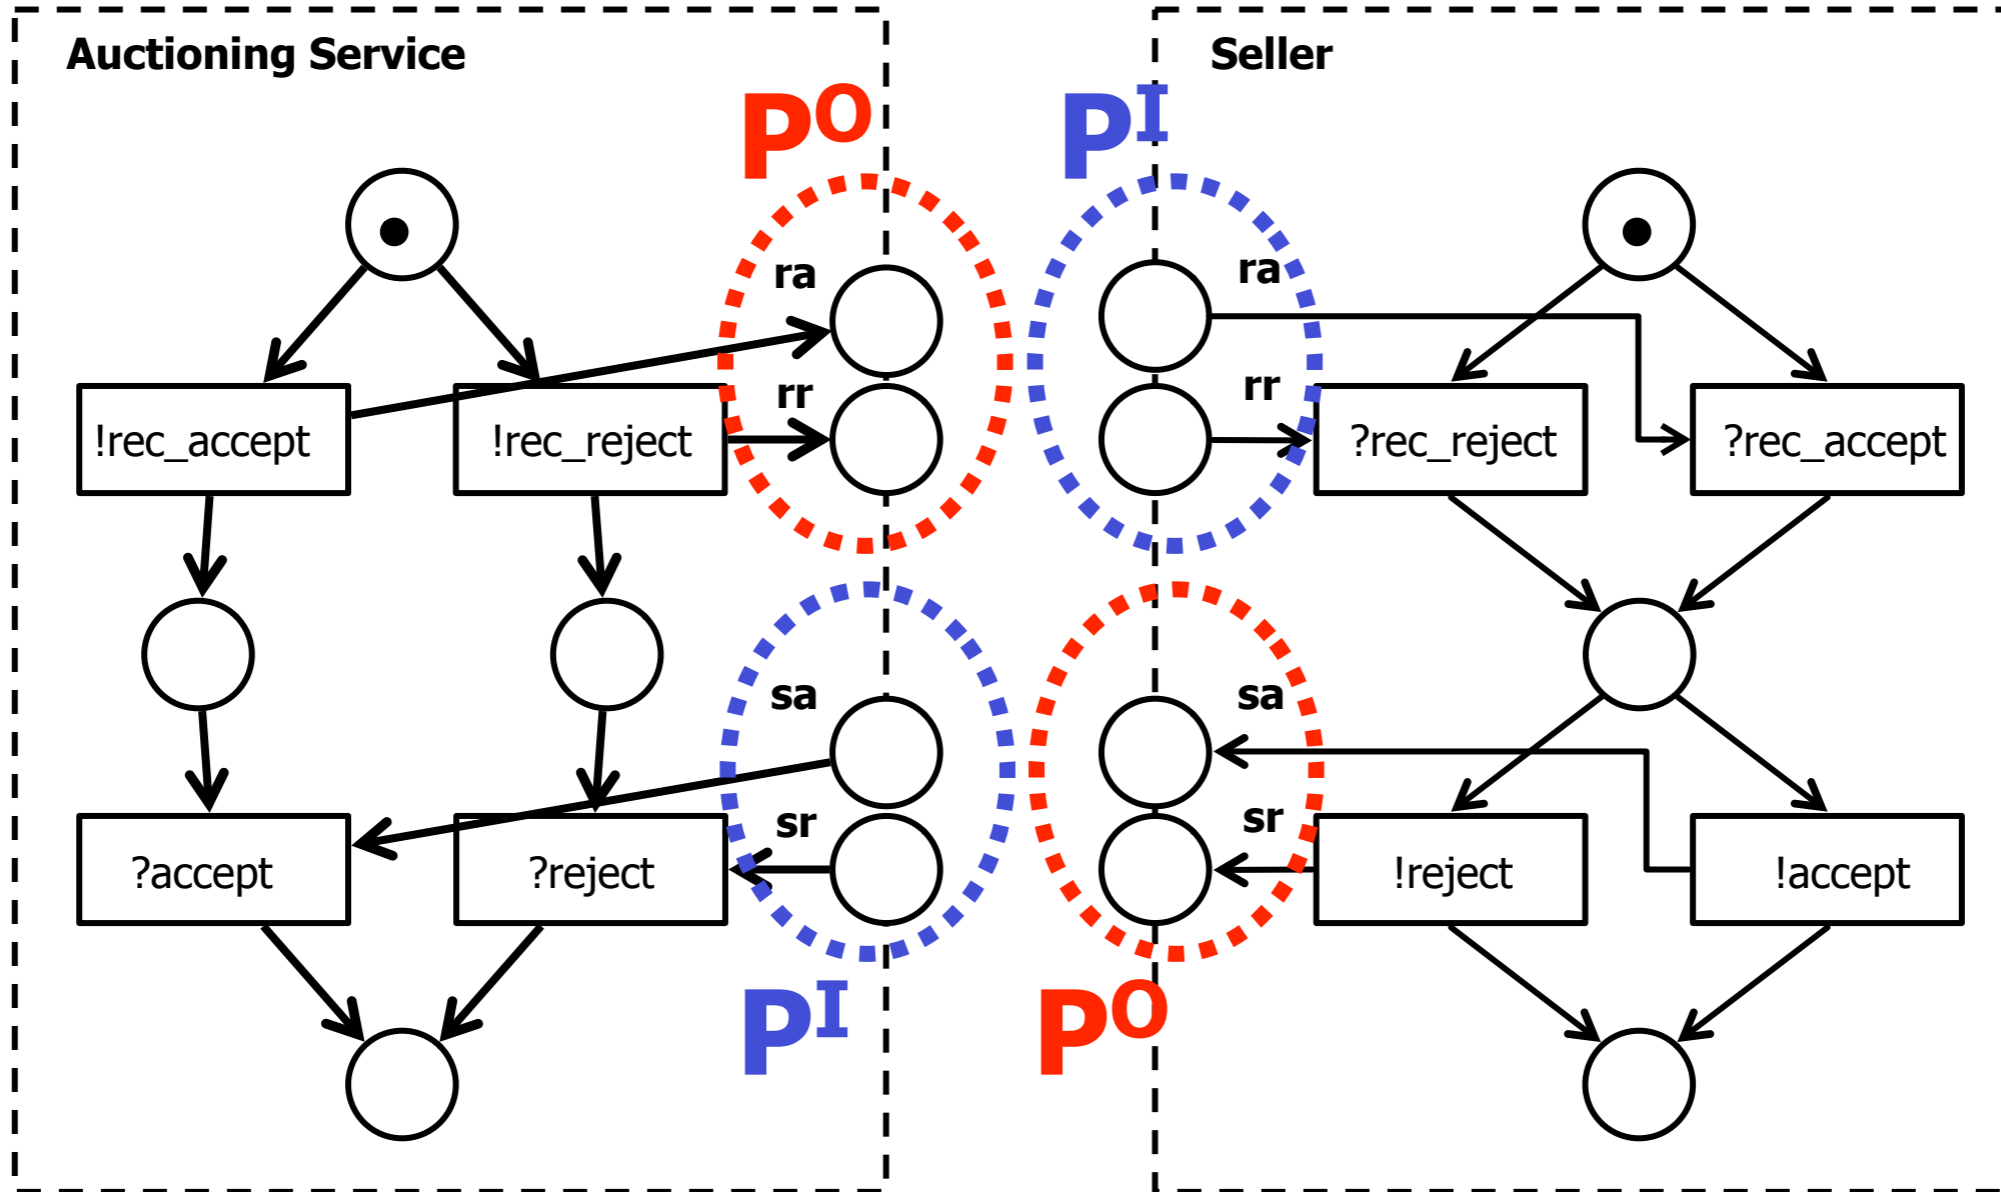 Auctioning Service
Seller
P^O
P^I
ra
ra
rr
rr
!rec_accept
!rec_reject
?rec_reject
?rec_accept
sa
sa
sr
sr
?accept
?reject
!reject
!accept
P^I
P^O